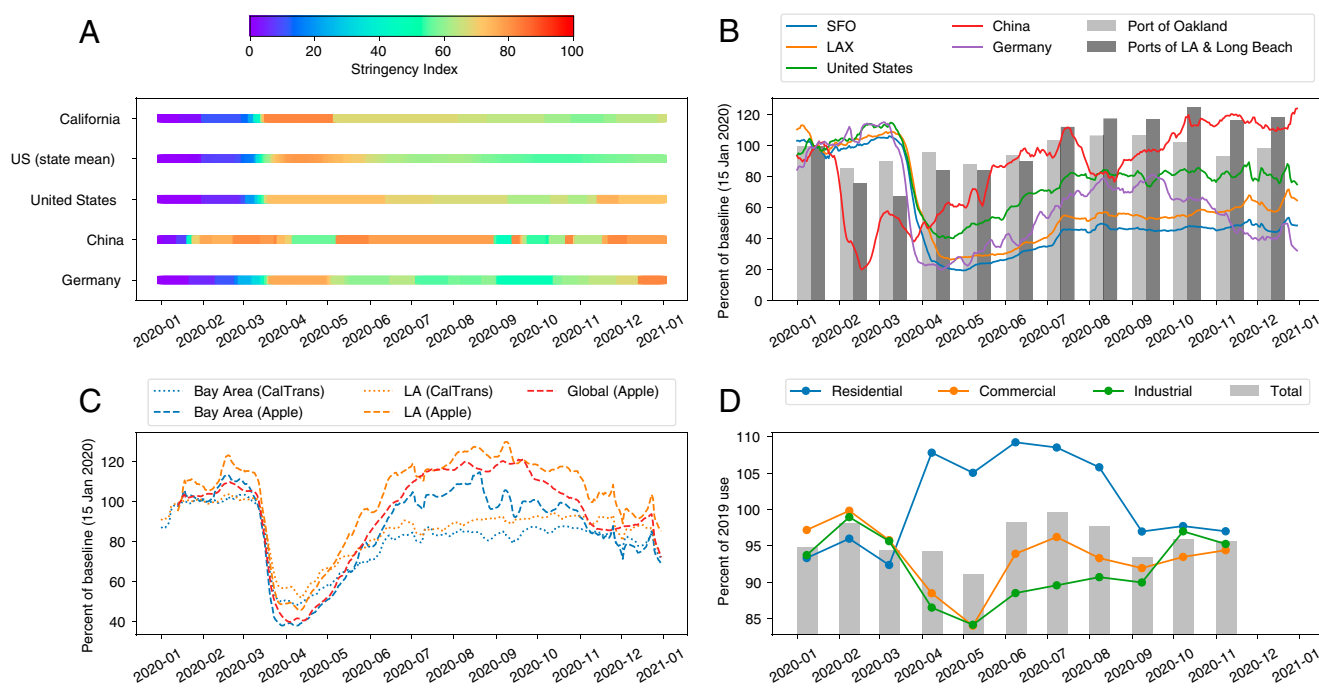 A
0 20 40 60 80 100
Stringency Index
California
US (state mean)
United States
China
Germany
2020-01 2020-02 2020-03 2020-04 2020-05 2020-06 2020-07 2020-08 2020-09 2020-10 2020-11 2020-12 2021-01
B
SFO China Port of Oakland
LAX Germany Ports of LA & Long Beach
United States
Percent of baseline (15 Jan 2020)
120
100
80
60
40
20
0
2020-01 2020-02 2020-03 2020-04 2020-05 2020-06 2020-07 2020-08 2020-09 2020-10 2020-11 2020-12 2021-01
C
Bay Area (CalTrans) LA (CalTrans) Global (Apple)
Bay Area (Apple) LA (Apple)
Percent of baseline (15 Jan 2020)
120
100
80
60
40
2020-01 2020-02 2020-03 2020-04 2020-05 2020-06 2020-07 2020-08 2020-09 2020-10 2020-11 2020-12 2021-01
D
Residential Commercial Industrial Total
Percent of 2019 use
110
105
100
95
90
85
2020-01 2020-02 2020-03 2020-04 2020-05 2020-06 2020-07 2020-08 2020-09 2020-10 2020-11 2020-12 2021-01